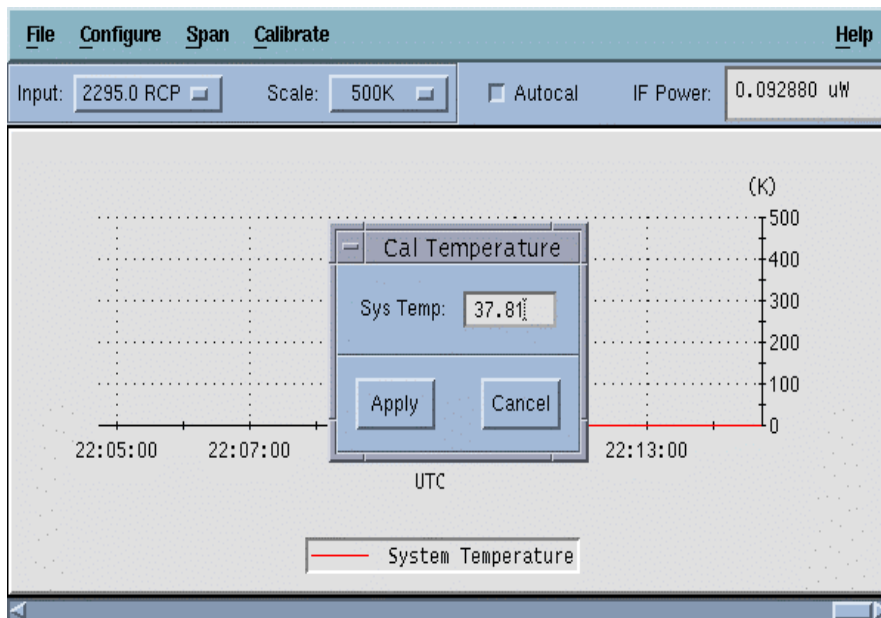 File Configure Span Calibrate Help
Input: 2295.0 RCP Scale: 500K Autocal IF Power: 0.092880 uW
(K)
500
Cal Temperature
400
Sys Temp: 37.81
300
200
100
Apply Cancel
0
22:05:00 22:07:00 22:13:00
UTC
System Temperature